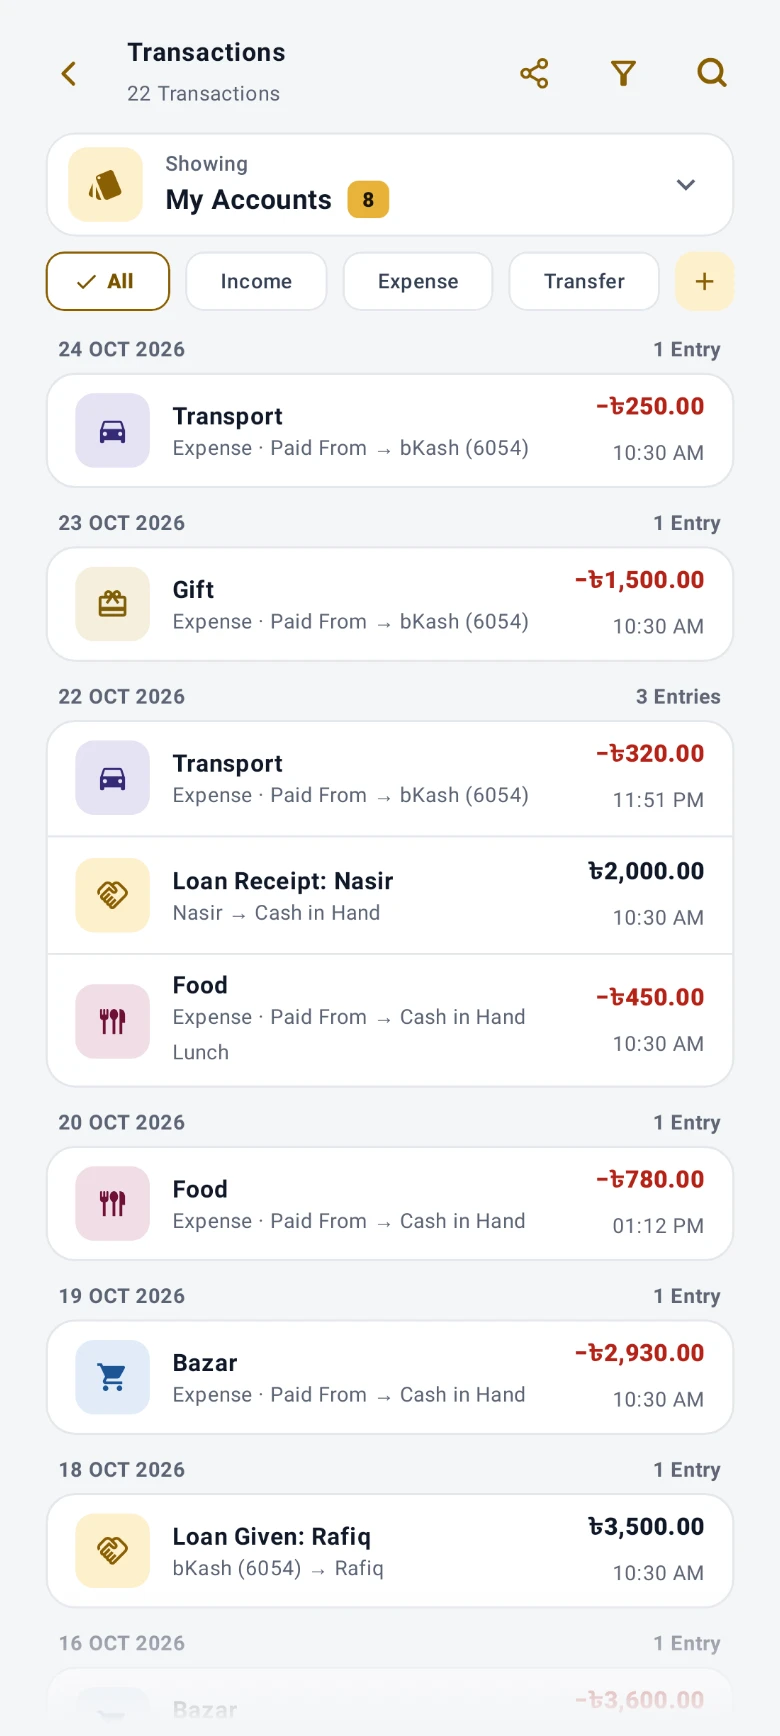 Transactions
22 Transactions
Showing
My Accounts 8
All Income Expense Transfer +
24 OCT 2026 1 Entry
Transport −৳250.00
Expense · Paid From → bKash (6054) 10:30 AM
23 OCT 2026 1 Entry
Gift −৳1,500.00
Expense · Paid From → bKash (6054) 10:30 AM
22 OCT 2026 3 Entries
Transport −৳320.00
Expense · Paid From → bKash (6054) 11:51 PM
Loan Receipt: Nasir ৳2,000.00
Nasir → Cash in Hand 10:30 AM
Food −৳450.00
Expense · Paid From → Cash in Hand 10:30 AM
Lunch
20 OCT 2026 1 Entry
Food −৳780.00
Expense · Paid From → Cash in Hand 01:12 PM
19 OCT 2026 1 Entry
Bazar −৳2,930.00
Expense · Paid From → Cash in Hand 10:30 AM
18 OCT 2026 1 Entry
Loan Given: Rafiq ৳3,500.00
bKash (6054) → Rafiq 10:30 AM
16 OCT 2026 1 Entry
Bazar −৳3,600.00